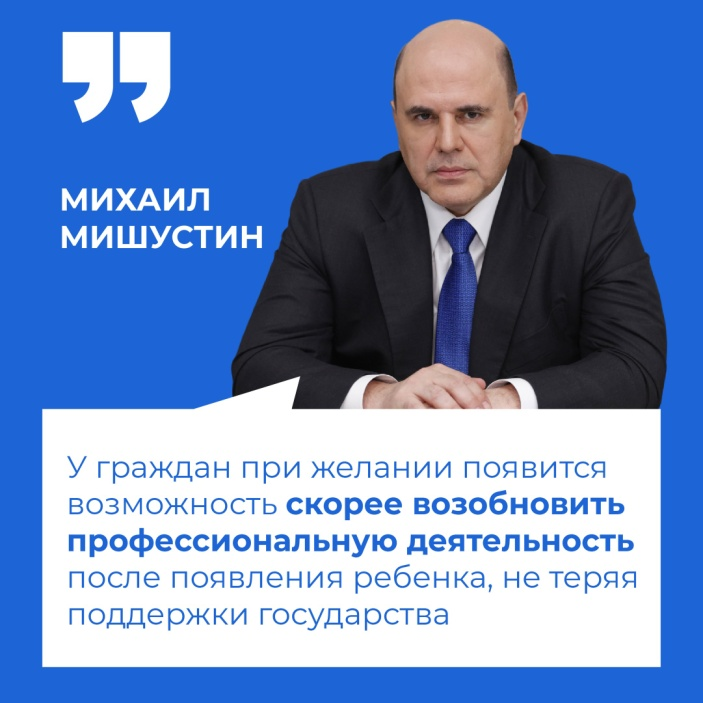 МИХАИЛ
МИШУСТИН
У граждан при желании появится
возможность скорее возобновить
профессиональную деятельность
после появления ребенка, не теряя
поддержки государства